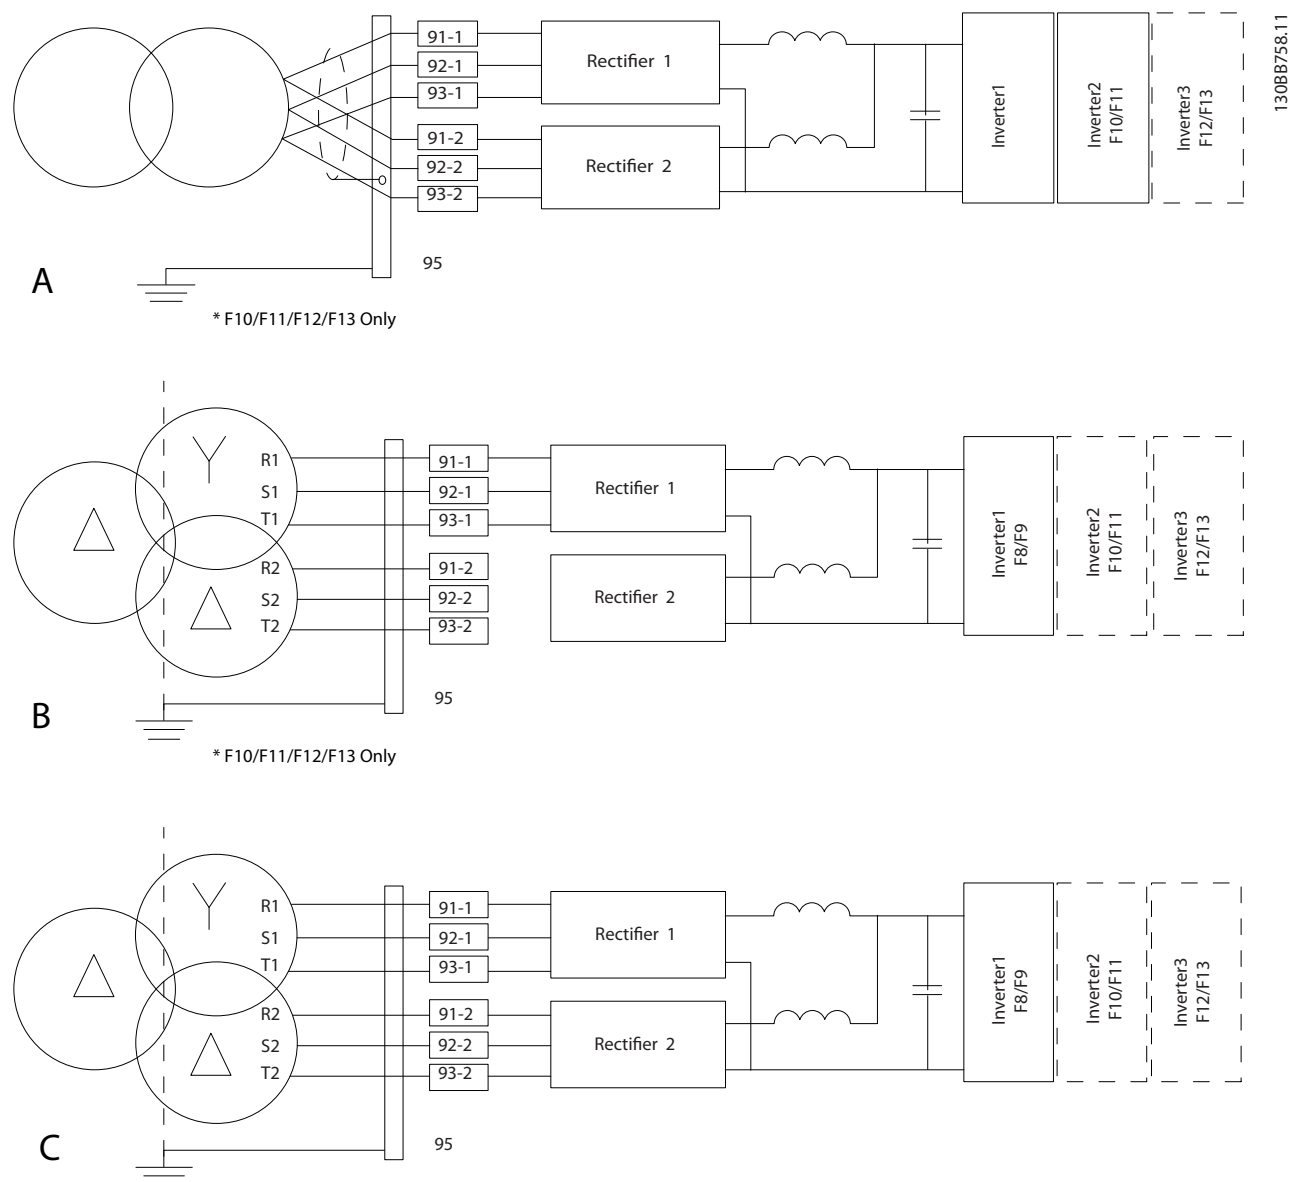 130BB758.11
91-1
92-1
93-1
91-2
92-2
93-2
Rectifier 1
Rectifier 2
Inverter1
Inverter2
F10/F11
Inverter3
F12/F13
95
A
* F10/F11/F12/F13 Only
R1
S1
T1
R2
S2
T2
91-1
92-1
93-1
91-2
92-2
93-2
Rectifier 1
Rectifier 2
Inverter1
F8/F9
Inverter2
F10/F11
Inverter3
F12/F13
95
B
* F10/F11/F12/F13 Only
R1
S1
T1
R2
S2
T2
91-1
92-1
93-1
91-2
92-2
93-2
Rectifier 1
Rectifier 2
Inverter1
F8/F9
Inverter2
F10/F11
Inverter3
F12/F13
95
C